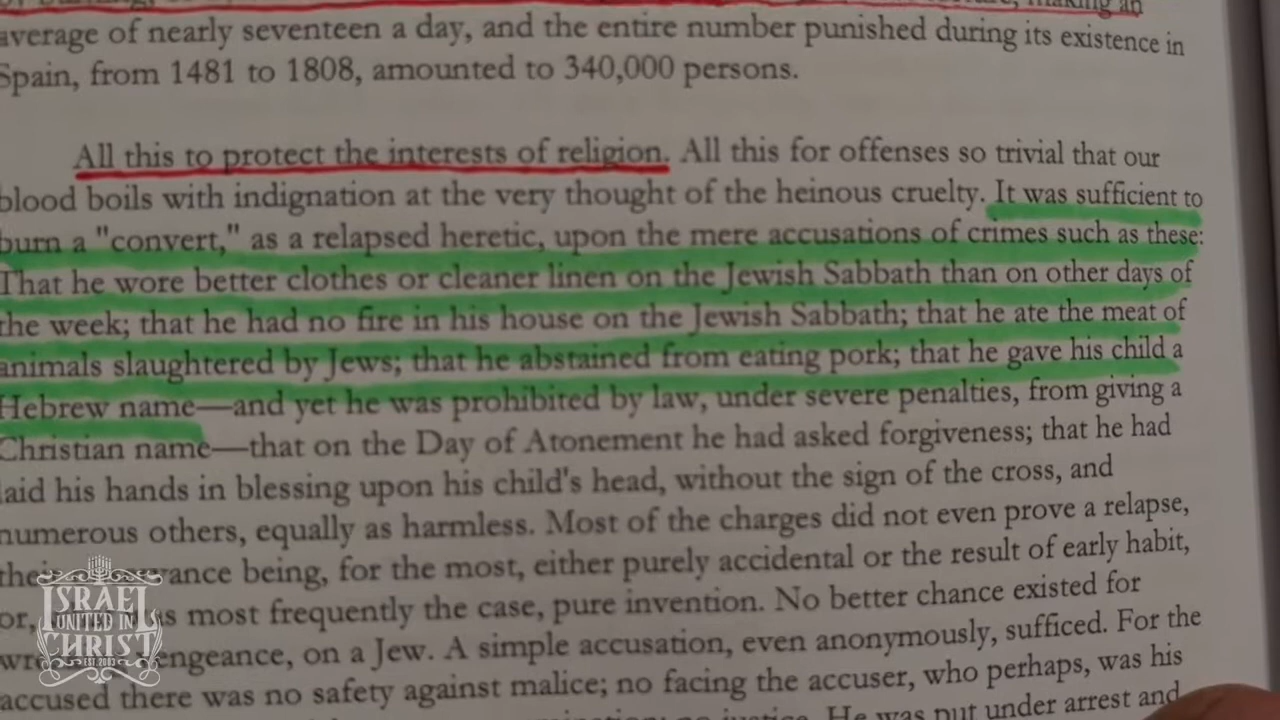 average of nearly seventeen a day, and the entire number punished during its existence in
Spain, from 1481 to 1808, amounted to 340,000 persons.
All this to protect the interests of religion. All this for offenses so trivial that our
blood boils with indignation at the very thought of the heinous cruelty. It was sufficient to
burn a "convert," as a relapsed heretic, upon the mere accusations of crimes such as these:
That he wore better clothes or cleaner linen on the Jewish Sabbath than on other days of
the week; that he had no fire in his house on the Jewish Sabbath; that he ate the meat of
animals slaughtered by Jews; that he abstained from eating pork; that he gave his child a
Hebrew name—and yet he was prohibited by law, under severe penalties, from giving a
Christian name—that on the Day of Atonement he had asked forgiveness; that he had
laid his hands in blessing upon his child's head, without the sign of the cross, and
numerous others, equally as harmless. Most of the charges did not even prove a relapse,
being, for the most, either purely accidental or the result of early habit,
or, most frequently the case, pure invention. No better chance existed for
on a Jew. A simple accusation, even anonymously, sufficed. For the
accused there was no safety against malice; no facing the accuser, who perhaps, was his
He was put under arrest and
ISRAEL
UNITED IN
CHRIST
EST. 2003